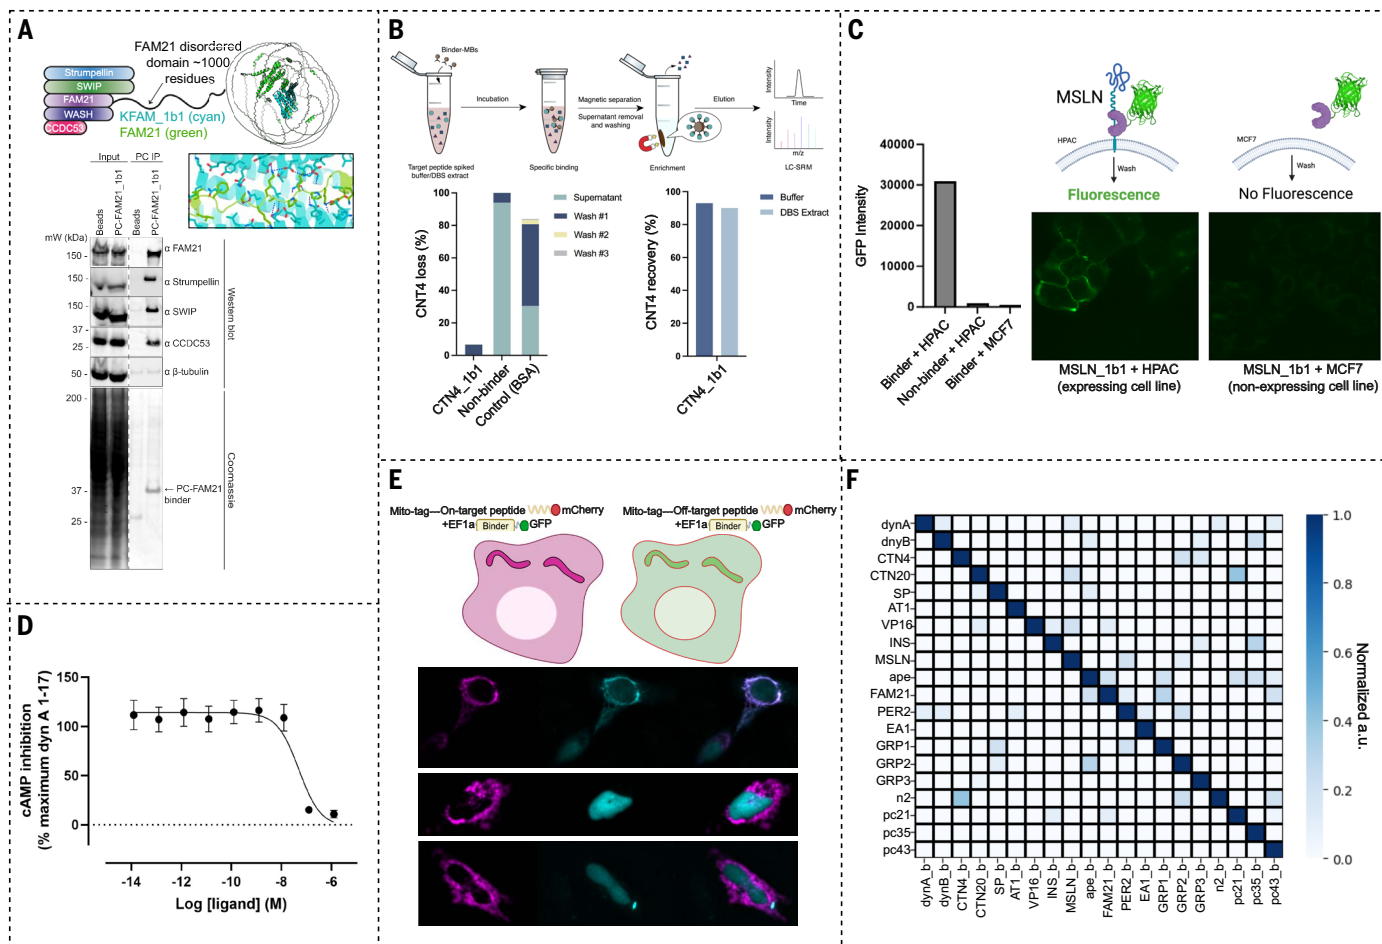 A
FAM21 disordered
domain ~1000
residues
Strumpellin
SWIP
FAM21
WASH
CCDC53
KFAM_1b1 (cyan)
FAM21 (green)
Input
PC IP
Beads
PC-FAM21_1b1
Beads
PC-FAM21_1b1
mW (kDa)
150 -
α FAM21
150 -
α Strumpellin
150 -
α SWIP
37 -
25 -
α CCDC53
50 -
α β-tubulin
Western blot
200 -
37 -
← PC-FAM21
binder
25 -
Coomassie
B
Binder-MBs
Incubation
Magnetic separation
Supernatant removal
and washing
Elution
Intensity
Time
Intensity
m/z
Target peptide spiked
buffer/DBS extract
Specific binding
Enrichment
LC-SRM
CNT4 loss (%)
100
80
60
40
20
0
CTN4_1b1
Non-binder
Control (BSA)
Supernatant
Wash #1
Wash #2
Wash #3
CNT4 recovery (%)
100
80
60
40
20
0
CTN4_1b1
Buffer
DBS Extract
C
MSLN
HPAC
Wash
Fluorescence
MCF7
Wash
No Fluorescence
GFP Intensity
40000
30000
20000
10000
0
Binder + HPAC
Non-binder + HPAC
Binder + MCF7
MSLN_1b1 + HPAC
(expressing cell line)
MSLN_1b1 + MCF7
(non-expressing cell line)
D
cAMP inhibition
(% maximum dyn A 1-17)
150
100
50
0
-14
-12
-10
-8
-6
Log [ligand] (M)
E
Mito-tag—On-target peptide
mCherry
+EF1a
Binder
GFP
Mito-tag—Off-target peptide
mCherry
+EF1a
Binder
GFP
F
dynA
dnyB
CTN4
CTN20
SP
AT1
VP16
INS
MSLN
ape
FAM21
PER2
EA1
GRP1
GRP2
GRP3
n2
pc21
pc35
pc43
dynA_b
dynB_b
CTN4_b
CTN20_b
SP_b
AT1_b
VP16_b
INS_b
MSLN_b
ape_b
FAM21_b
PER2_b
EA1_b
GRP1_b
GRP2_b
GRP3_b
n2_b
pc21_b
pc35_b
pc43_b
1.0
0.8
0.6
0.4
0.2
0.0
Normalized a.u.